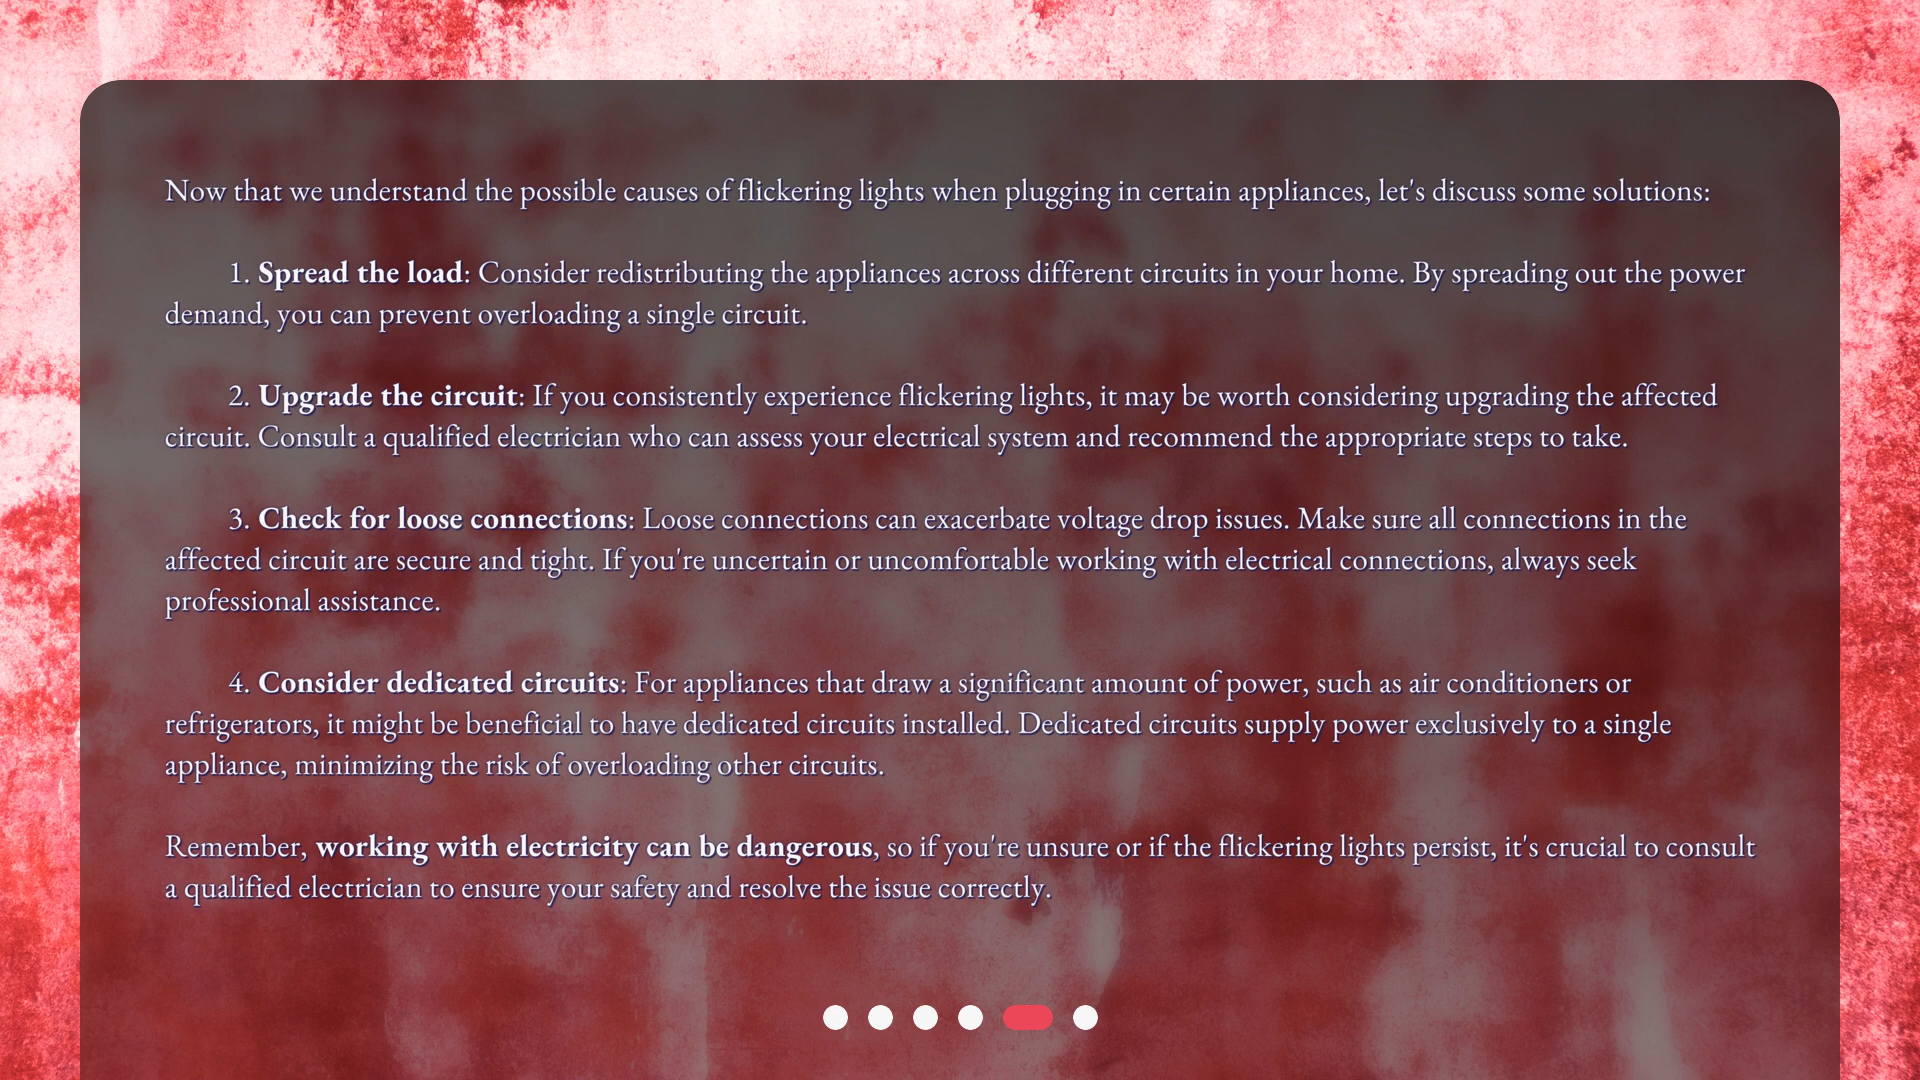 Now that we understand the possible causes of flickering lights when plugging in certain appliances, let's discuss some solutions:
1. Spread the load: Consider redistributing the appliances across different circuits in your home. By spreading out the power
demand, you can prevent overloading a single circuit.
2. Upgrade the circuit: If you consistently experience flickering lights, it may be worth considering upgrading the affected
circuit. Consult a qualified electrician who can assess your electrical system and recommend the appropriate steps to take.
3. Check for loose connections: Loose connections can exacerbate voltage drop issues. Make sure all connections in the
affected circuit are secure and tight. If you're uncertain or uncomfortable working with electrical connections, always seek
professional assistance.
4. Consider dedicated circuits: For appliances that draw a significant amount of power, such as air conditioners or
refrigerators, it might be beneficial to have dedicated circuits installed. Dedicated circuits supply power exclusively to a single
appliance, minimizing the risk of overloading other circuits.
Remember, working with electricity can be dangerous, so if you're unsure or if the flickering lights persist, it's crucial to consult
a qualified electrician to ensure your safety and resolve the issue correctly.